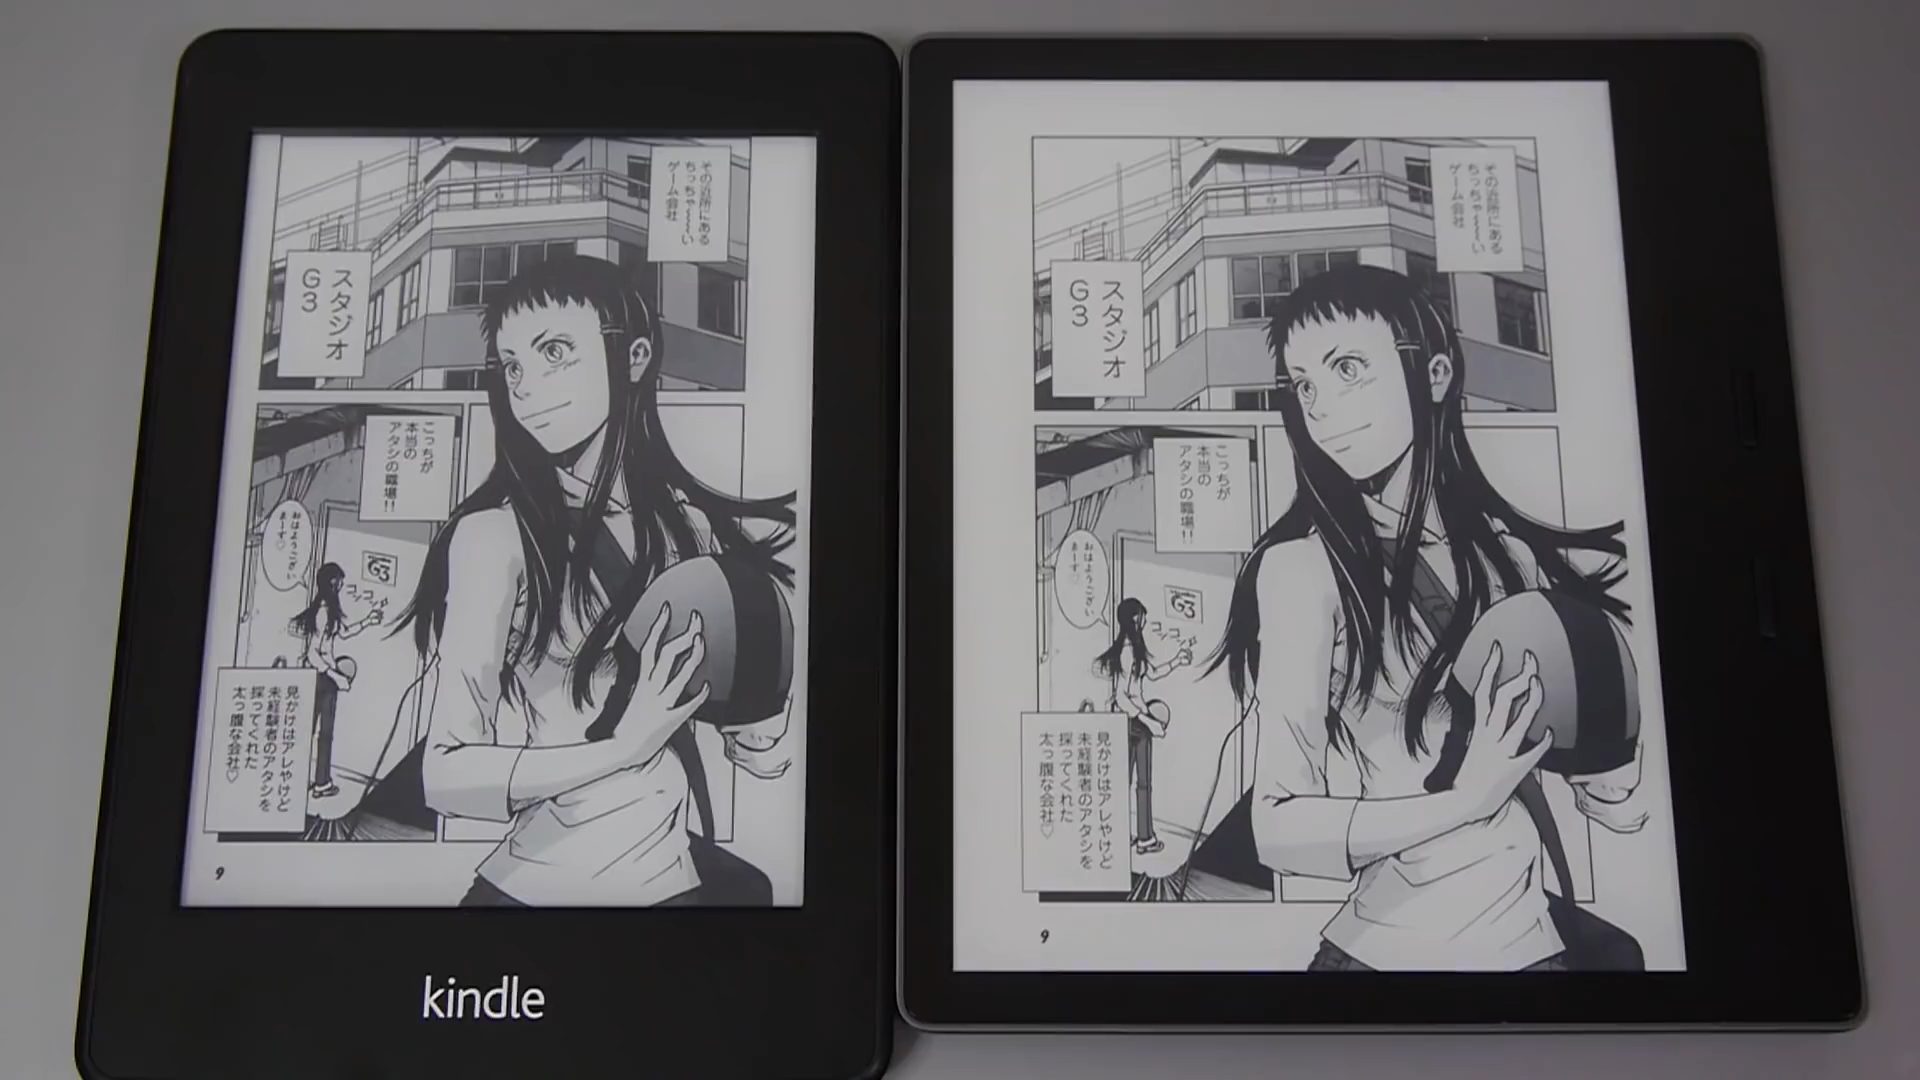 その近所にある
ちっちゃ〜〜〜い
ゲーム会社
スタジオ
G3
こっちが
本当の
アタシの職場!!
おはようござい
まーす♡
G3
コン
コン
見かけはアレやけど
未経験者のアタシを
採ってくれた
太っ腹な会社♡
9
kindle
その近所にある
ちっちゃ〜〜〜い
ゲーム会社
スタジオ
G3
こっちが
本当の
アタシの職場!!
おはようござい
まーす♡
G3
コン
コン
見かけはアレやけど
未経験者のアタシを
採ってくれた
太っ腹な会社♡
9